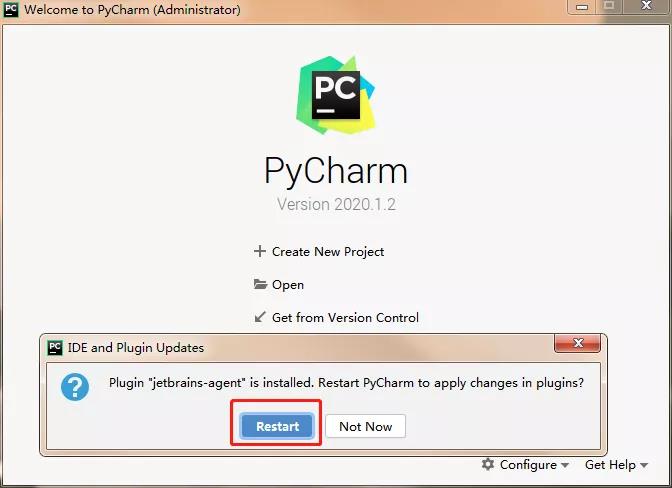 PC Welcome to PyCharm (Administrator)
PC
PyCharm
Version 2020.1.2
Create New Project
Open
Get from Version Control
PC IDE and Plugin Updates
Plugin "jetbrains-agent" is installed. Restart PyCharm to apply changes in plugins?
Restart Not Now
Configure Get Help